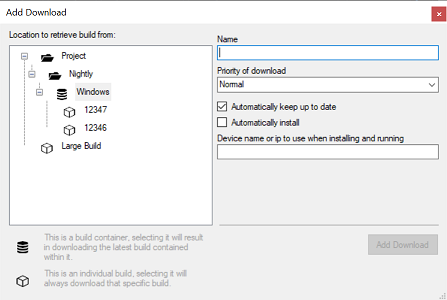 Add Download
Location to retrieve build from:
Project
Nightly
Windows
12347
12346
Large Build
Name
Priority of download
Normal
Automatically keep up to date
Automatically install
Device name or ip to use when installing and running
This is a build container, selecting it will result
in downloading the latest build contained
within it.
This is an individual build, selecting it will
always download that specific build.
Add Download